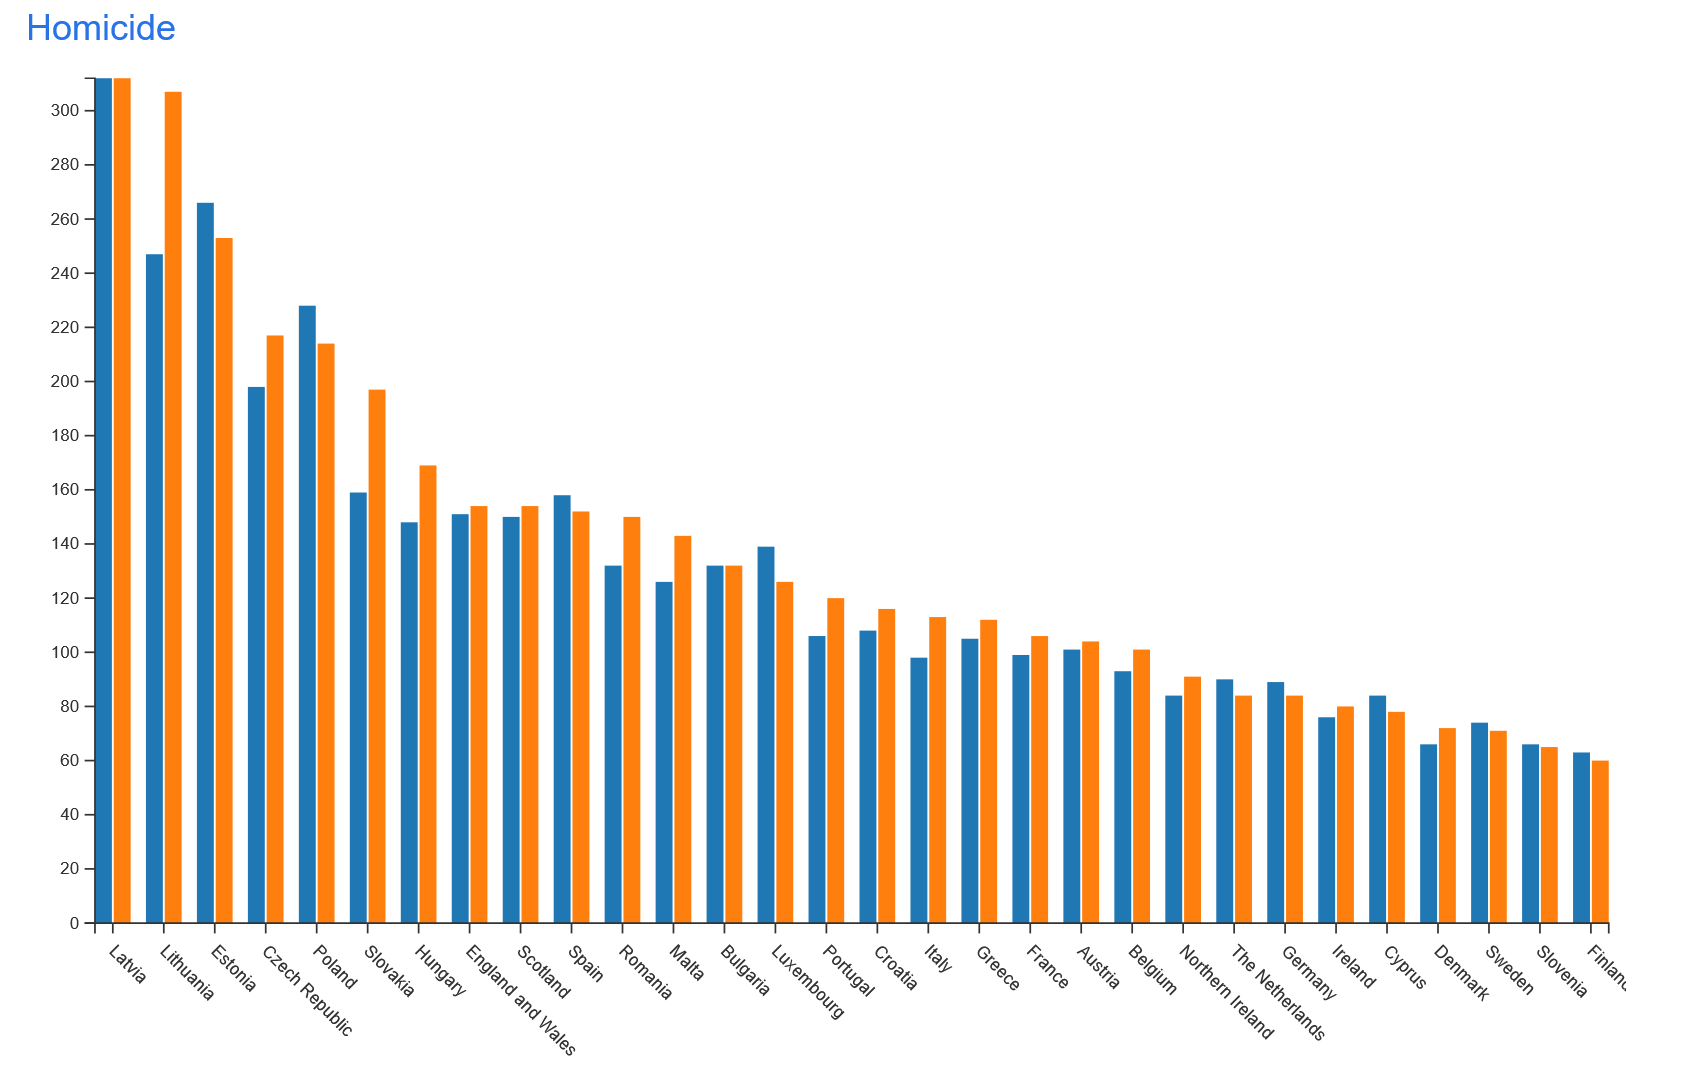 Homicide
300
280
260
240
220
200
180
160
140
120
100
80
60
40
20
0
Latvia
Lithuania
Estonia
Czech Republic
Poland
Slovakia
Hungary
England and Wales
Scotland
Spain
Romania
Malta
Bulgaria
Luxembourg
Portugal
Croatia
Italy
Greece
France
Austria
Belgium
Northern Ireland
The Netherlands
Germany
Ireland
Cyprus
Denmark
Sweden
Slovenia
Finlan